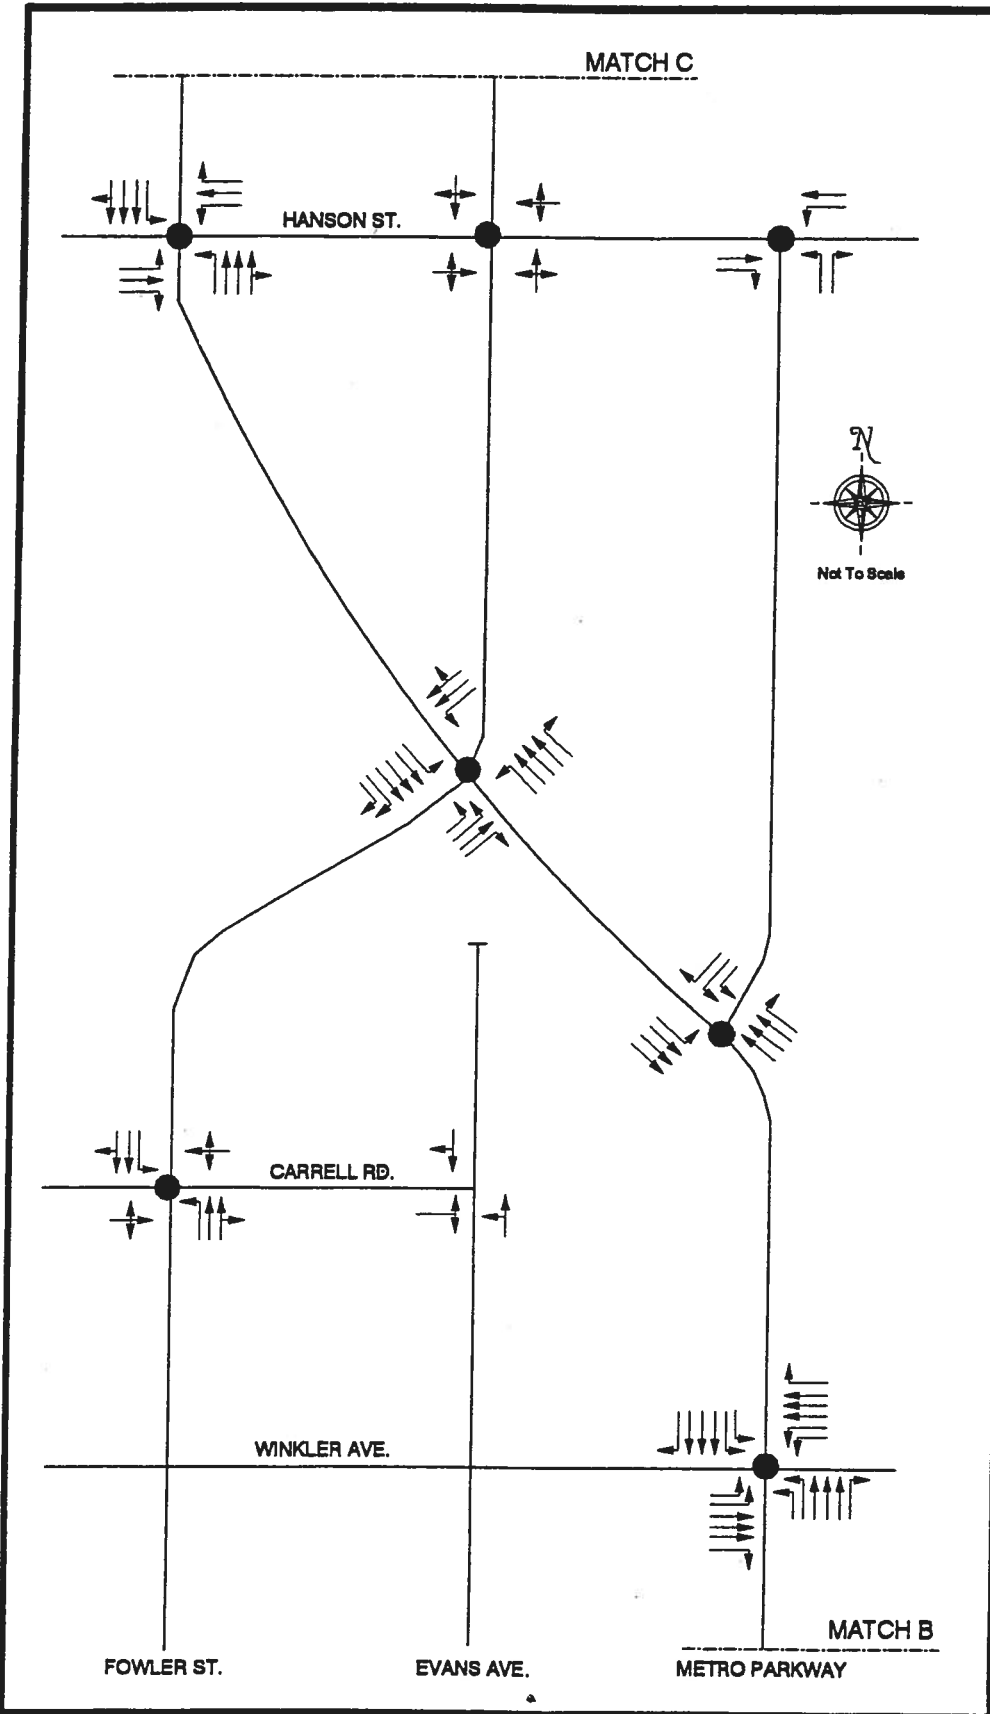 MATCH C
HANSON ST.
N
Not To Scale
CARRELL RD.
WINKLER AVE.
MATCH B
FOWLER ST.
EVANS AVE.
METRO PARKWAY